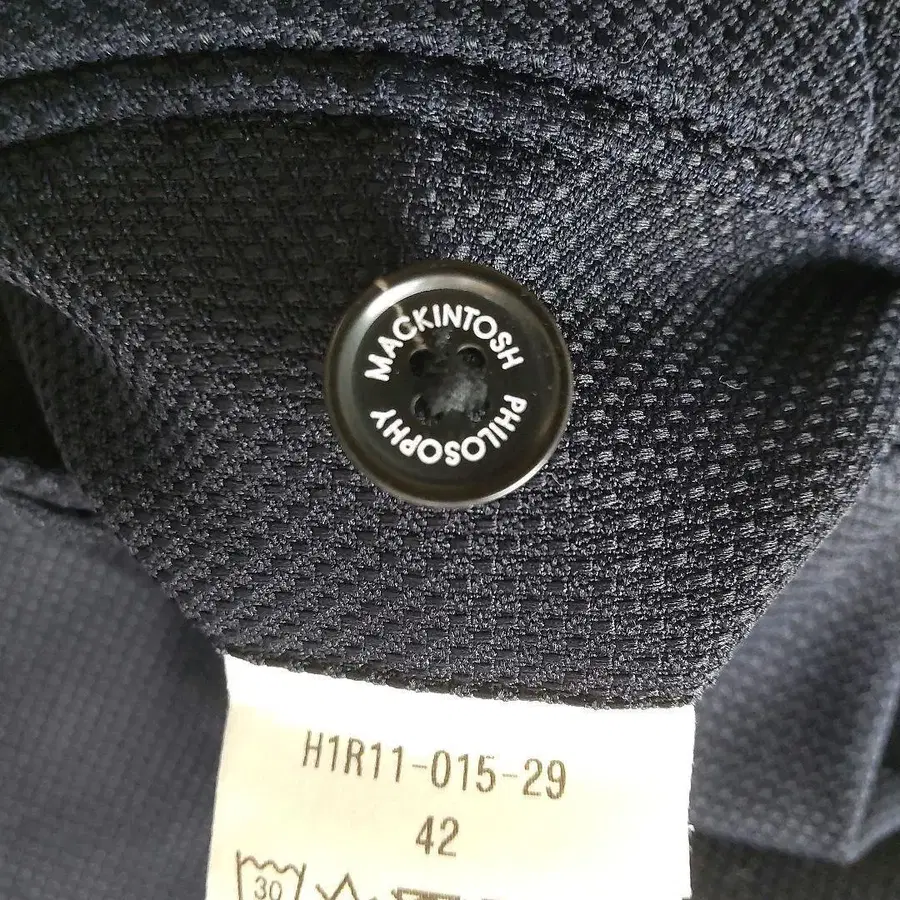 MACKINTOSH
PHILOSOPHY
H1R11-015-29
42
30